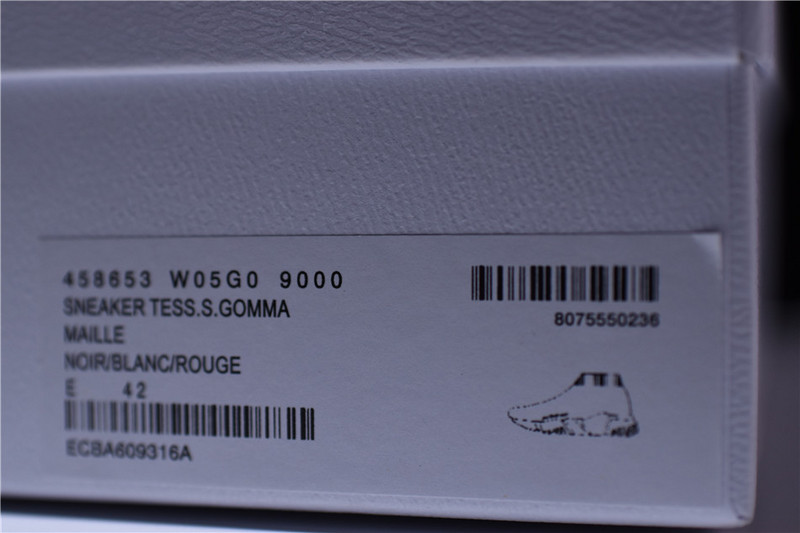 458653 W05G0 9000
SNEAKER TESS.S.GOMMA
MAILLE
NOIR/BLANC/ROUGE
E 42
ECBA609316A
8075550236